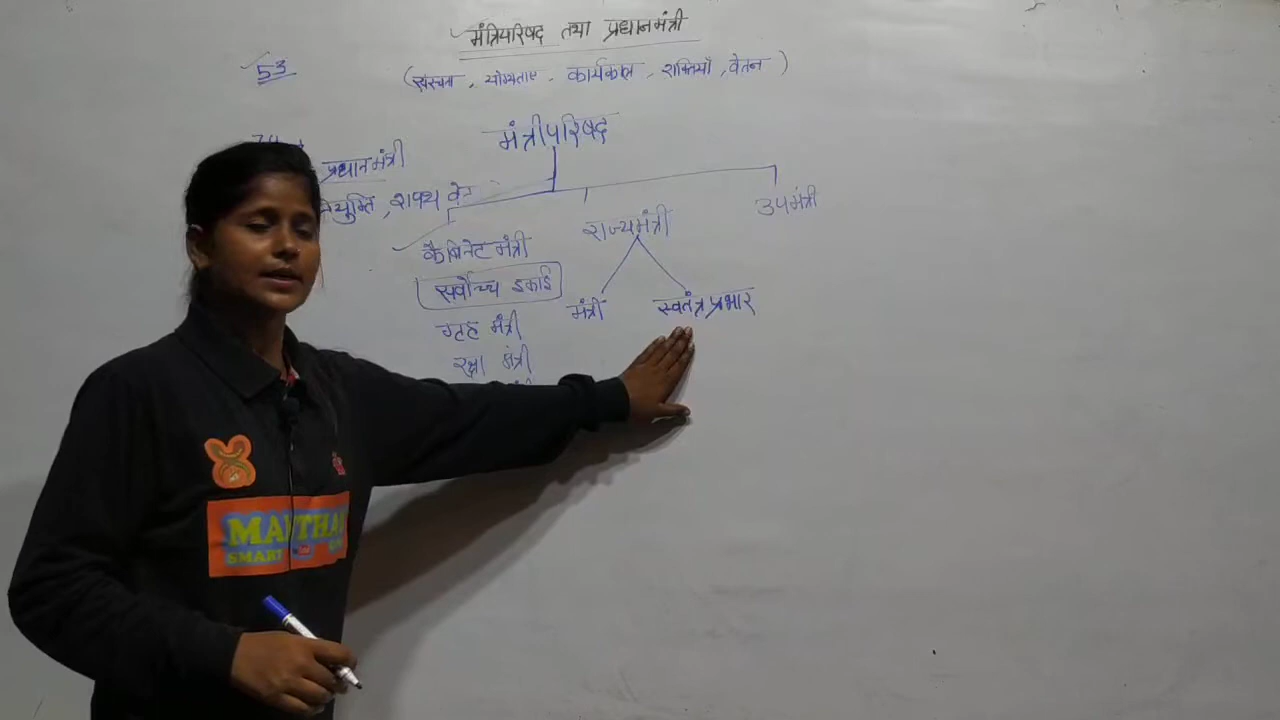 मंत्रिपरिषद तथा प्रधानमंत्री
53
(संरचना, योग्यताए, कार्यकाल, शक्तियाँ, वेतन)
मंत्रीपरिषद
प्रधानमंत्री
नियुक्ति, शपथ
कैबिनेट मंत्री
राज्यमंत्री
उपमंत्री
सर्वोच्च इकाई
मंत्री
स्वतंत्र प्रभार
गृह मंत्री
रक्षा मंत्री
SMART